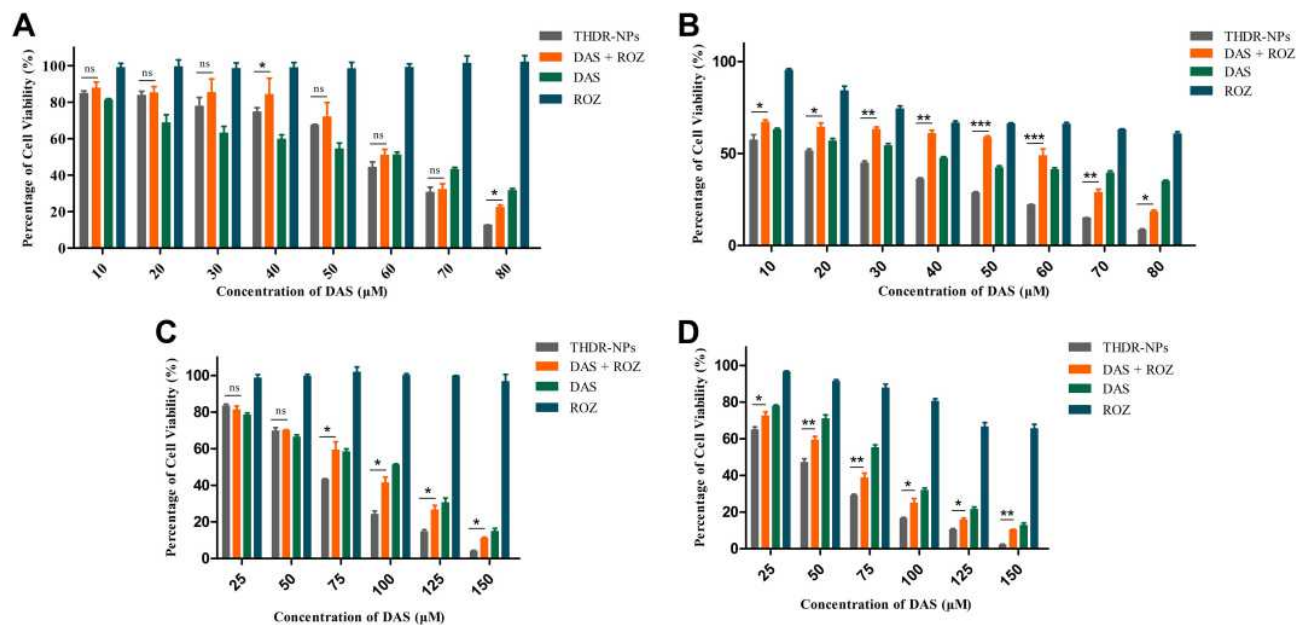 A
Percentage of Cell Viability (%)
100
80
60
40
20
0
ns
ns
ns
*
ns
ns
ns
*
10
20
30
40
50
60
70
80
Concentration of DAS (µM)
THDR-NPs
DAS + ROZ
DAS
ROZ
B
Percentage of Cell Viability (%)
100
50
0
*
*
**
**
***
***
**
*
10
20
30
40
50
60
70
80
Concentration of DAS (µM)
THDR-NPs
DAS + ROZ
DAS
ROZ
C
Percentage of Cell Viability (%)
100
80
60
40
20
0
ns
ns
*
*
*
*
25
50
75
100
125
150
Concentration of DAS (µM)
THDR-NPs
DAS + ROZ
DAS
ROZ
D
Percentage of Cell Viability (%)
100
80
60
40
20
0
*
**
**
*
*
**
25
50
75
100
125
150
Concentration of DAS (µM)
THDR-NPs
DAS + ROZ
DAS
ROZ